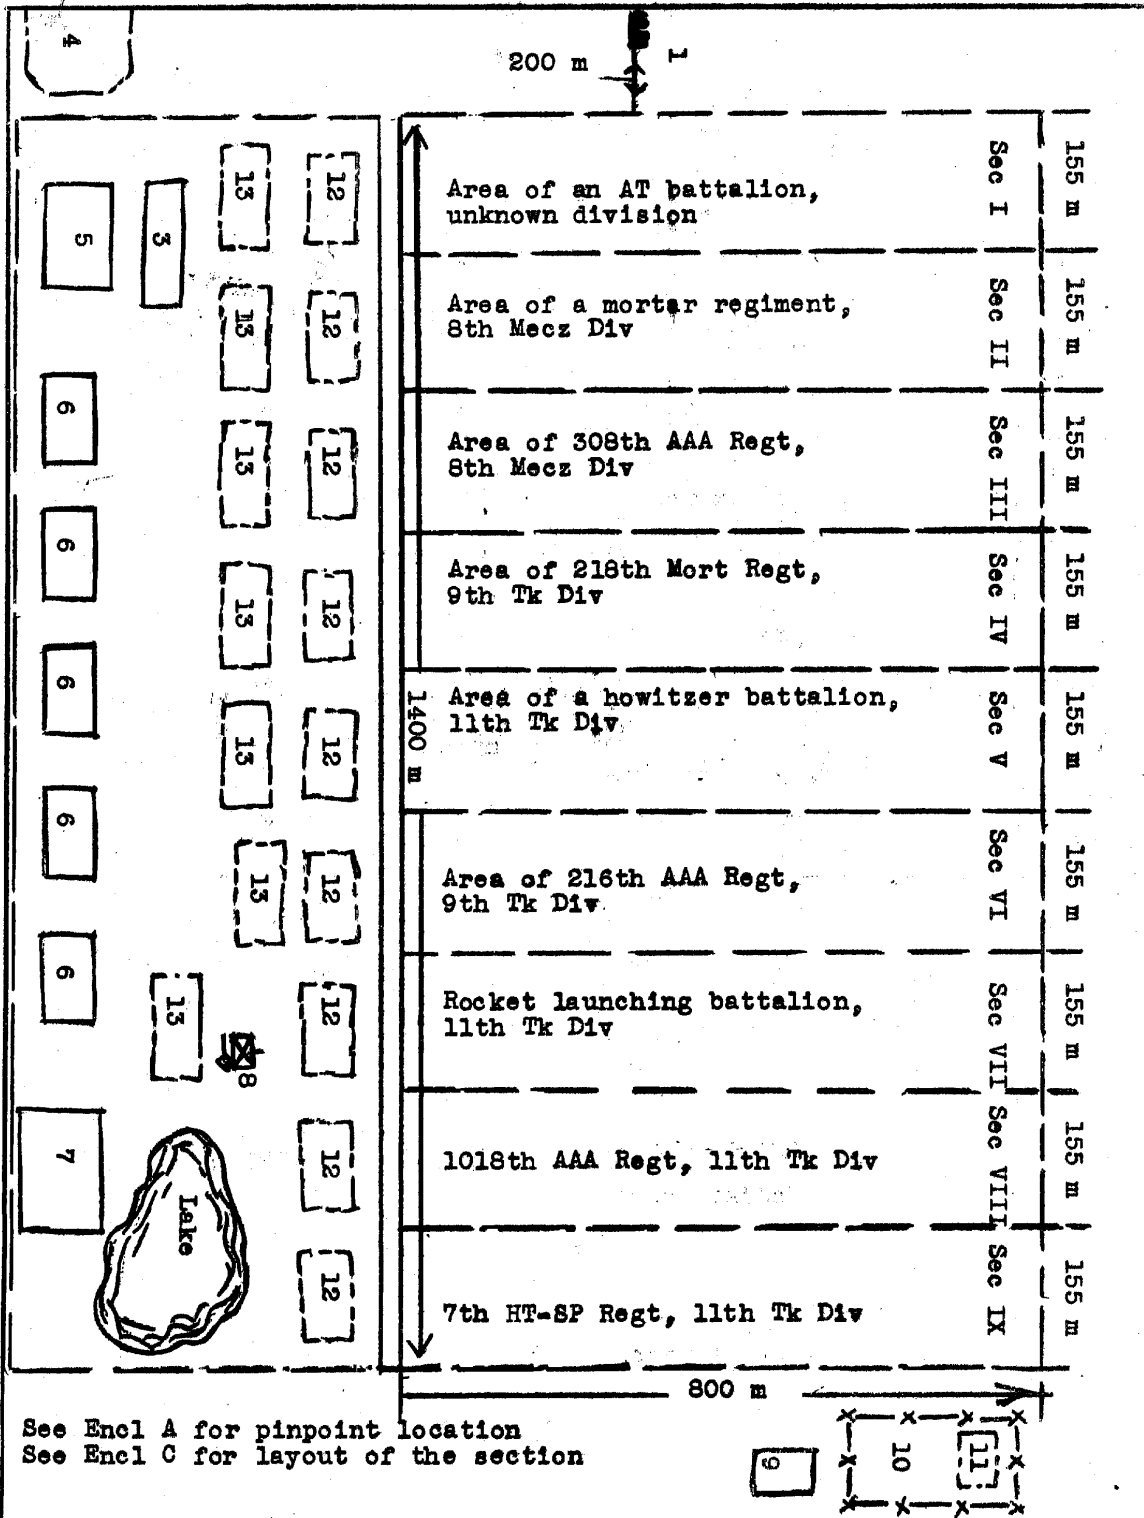 4
200 m
1
Area of an AT battalion,
unknown division
Sec I
155 m
Area of a mortar regiment,
8th Mecz Div
Sec II
155 m
Area of 308th AAA Regt,
8th Mecz Div
Sec III
155 m
Area of 218th Mort Regt,
9th Tk Div
Sec IV
155 m
1400 m
Area of a howitzer battalion,
11th Tk Div
Sec V
155 m
Area of 216th AAA Regt,
9th Tk Div
Sec VI
155 m
Rocket launching battalion,
11th Tk Div
Sec VII
155 m
1018th AAA Regt, 11th Tk Div
Sec VIII
155 m
7th HT-SP Regt, 11th Tk Div
Sec IX
155 m
5
3
13
12
13
12
6
13
12
6
13
12
6
13
12
6
13
12
6
13
12
8
7
12
Lake
12
800 m
See Encl A for pinpoint location
See Encl C for layout of the section
9
10
11